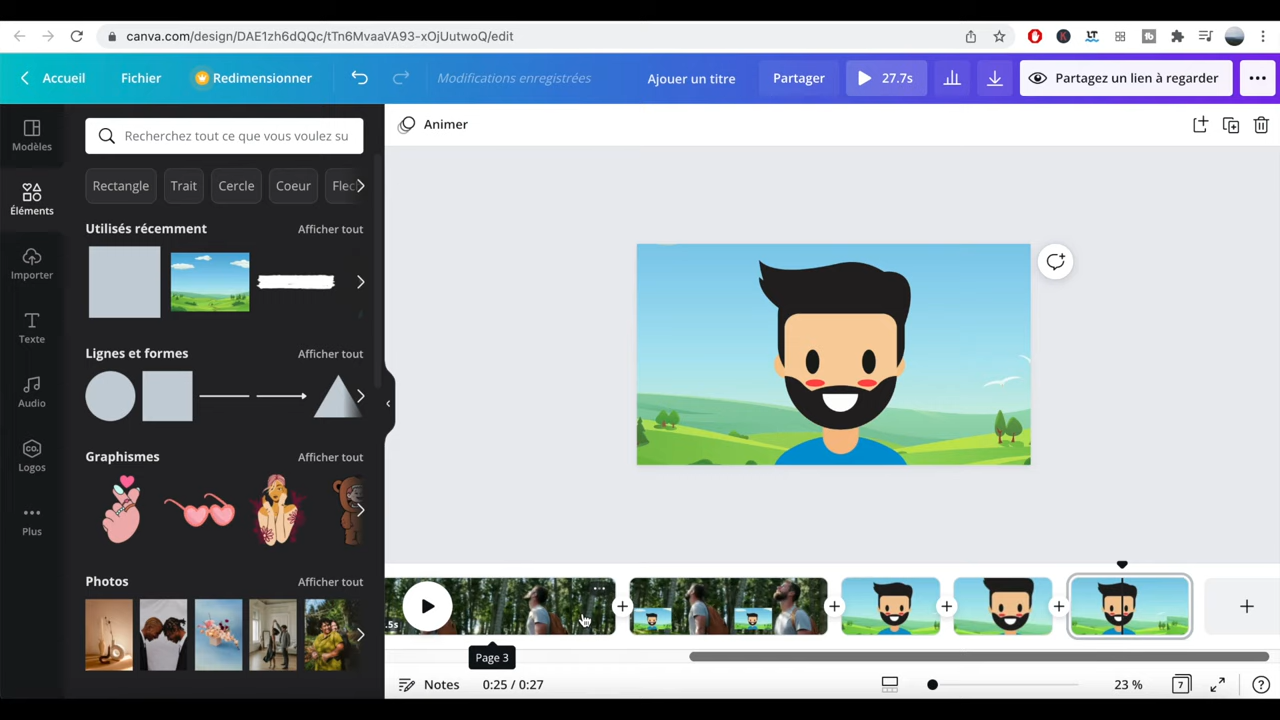 canva.com/design/DAE1zh6dQQc/tTn6MvaaVA93-xOjUutwoQ/edit
Accueil
Fichier
Redimensionner
Modifications enregistrées
Ajouer un titre
Partager
27.7s
Partagez un lien à regarder
Modèles
Éléments
Importer
Texte
Audio
Logos
Plus
Recherchez tout ce que vous voulez su
Rectangle
Trait
Cercle
Coeur
Flec
Utilisés récemment
Afficher tout
Lignes et formes
Afficher tout
Graphismes
Afficher tout
Photos
Afficher tout
Animer
.5s
Page 3
Notes
0:25 / 0:27
23 %
7